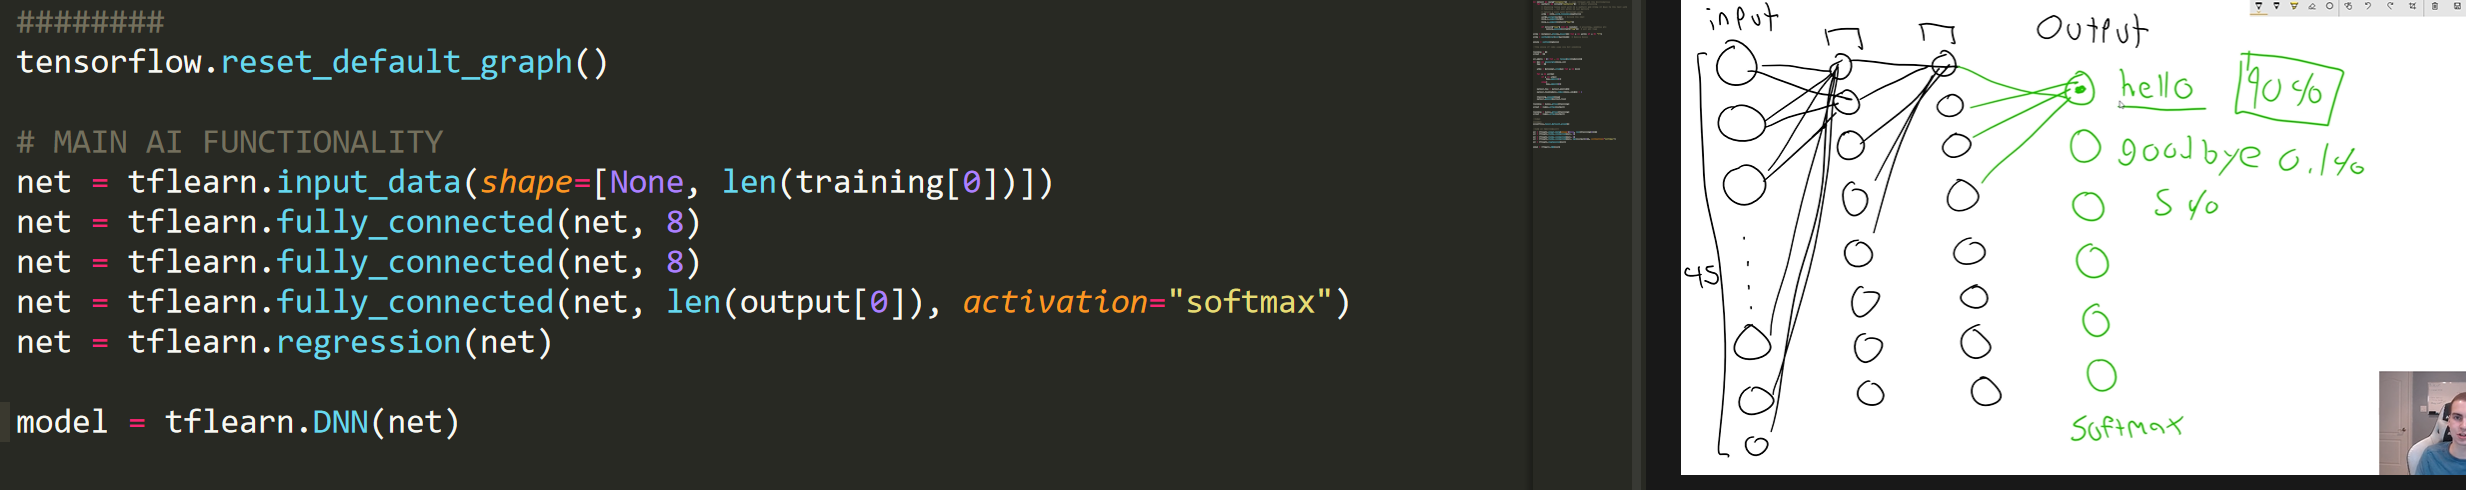 ########
tensorflow.reset_default_graph()
# MAIN AI FUNCTIONALITY
net = tflearn.input_data(shape=[None, len(training[0])])
net = tflearn.fully_connected(net, 8)
net = tflearn.fully_connected(net, 8)
net = tflearn.fully_connected(net, len(output[0]), activation="softmax")
net = tflearn.regression(net)
model = tflearn.DNN(net)
input
Output
hello 90%
goodbye 0.1%
5%
45
Softmax